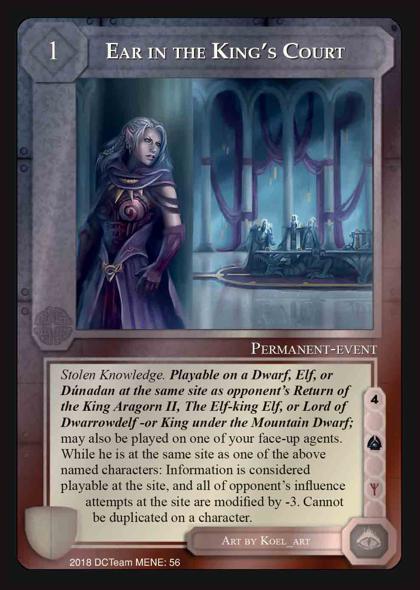 1
Ear in the King's Court
Permanent-event
Stolen Knowledge. Playable on a Dwarf, Elf, or
Dúnadan at the same site as opponent's Return of
the King Aragorn II, The Elf-king Elf, or Lord of
Dwarrowdelf -or King under the Mountain Dwarf;
may also be played on one of your face-up agents.
While he is at the same site as one of the above
named characters: Information is considered
playable at the site, and all of opponent's influence
attempts at the site are modified by -3. Cannot
be duplicated on a character.
4
Art by Koel_art
2018 DCTeam MENE: 56